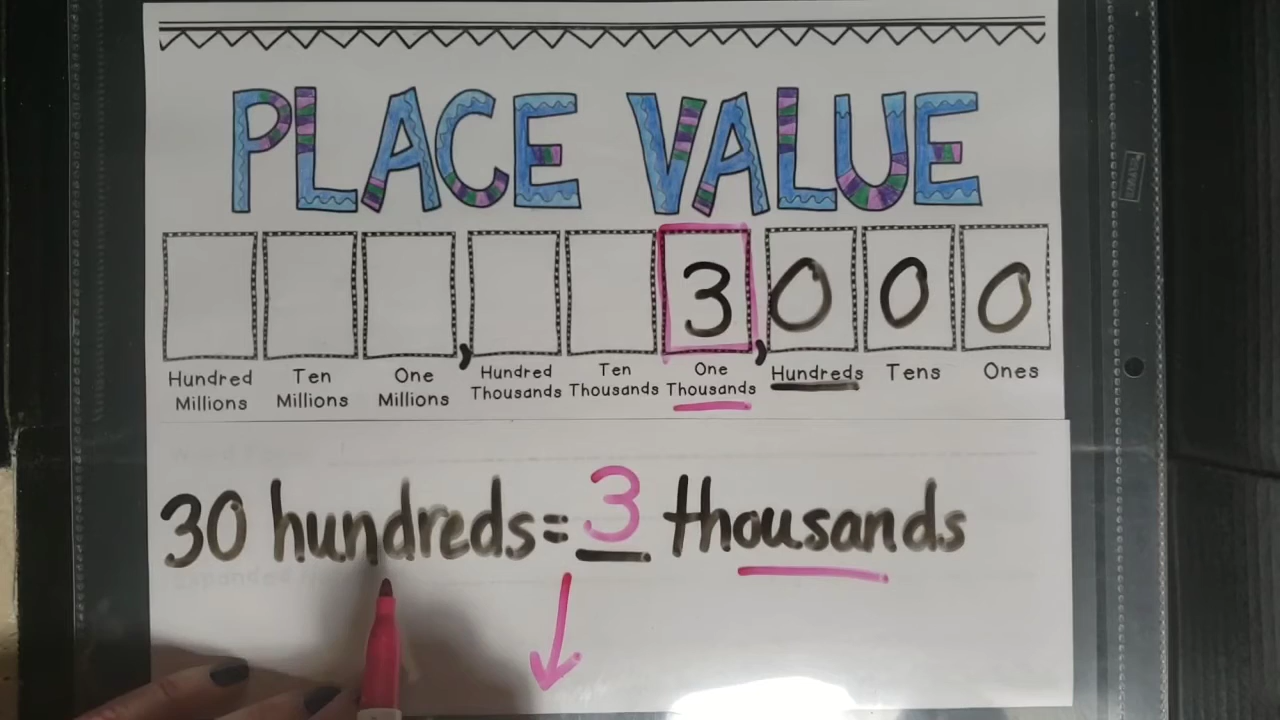 PLACE VALUE
3,000
Hundred Millions Ten Millions One Millions Hundred Thousands Ten Thousands One Thousands Hundreds Tens Ones
30 hundreds = 3 thousands